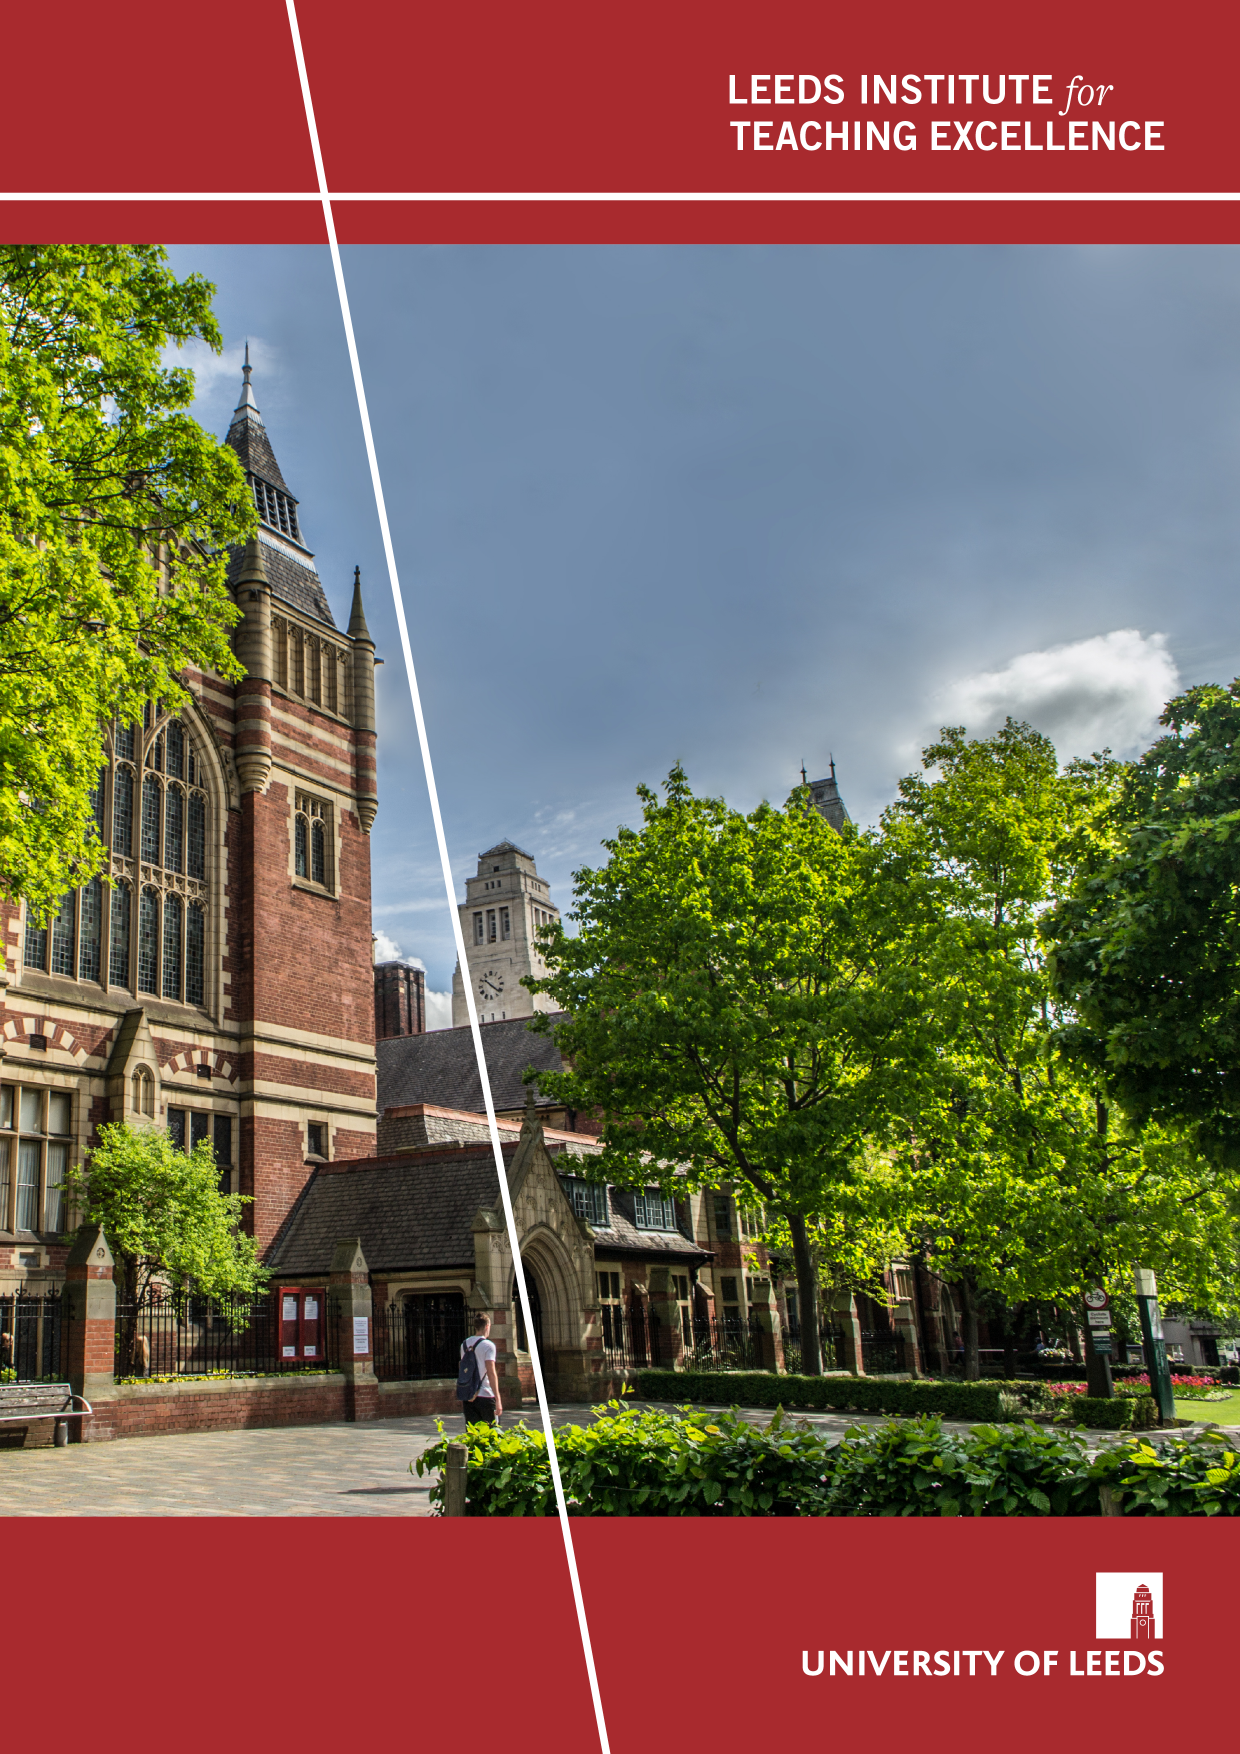 LEEDS INSTITUTE for
TEACHING EXCELLENCE
UNIVERSITY OF LEEDS